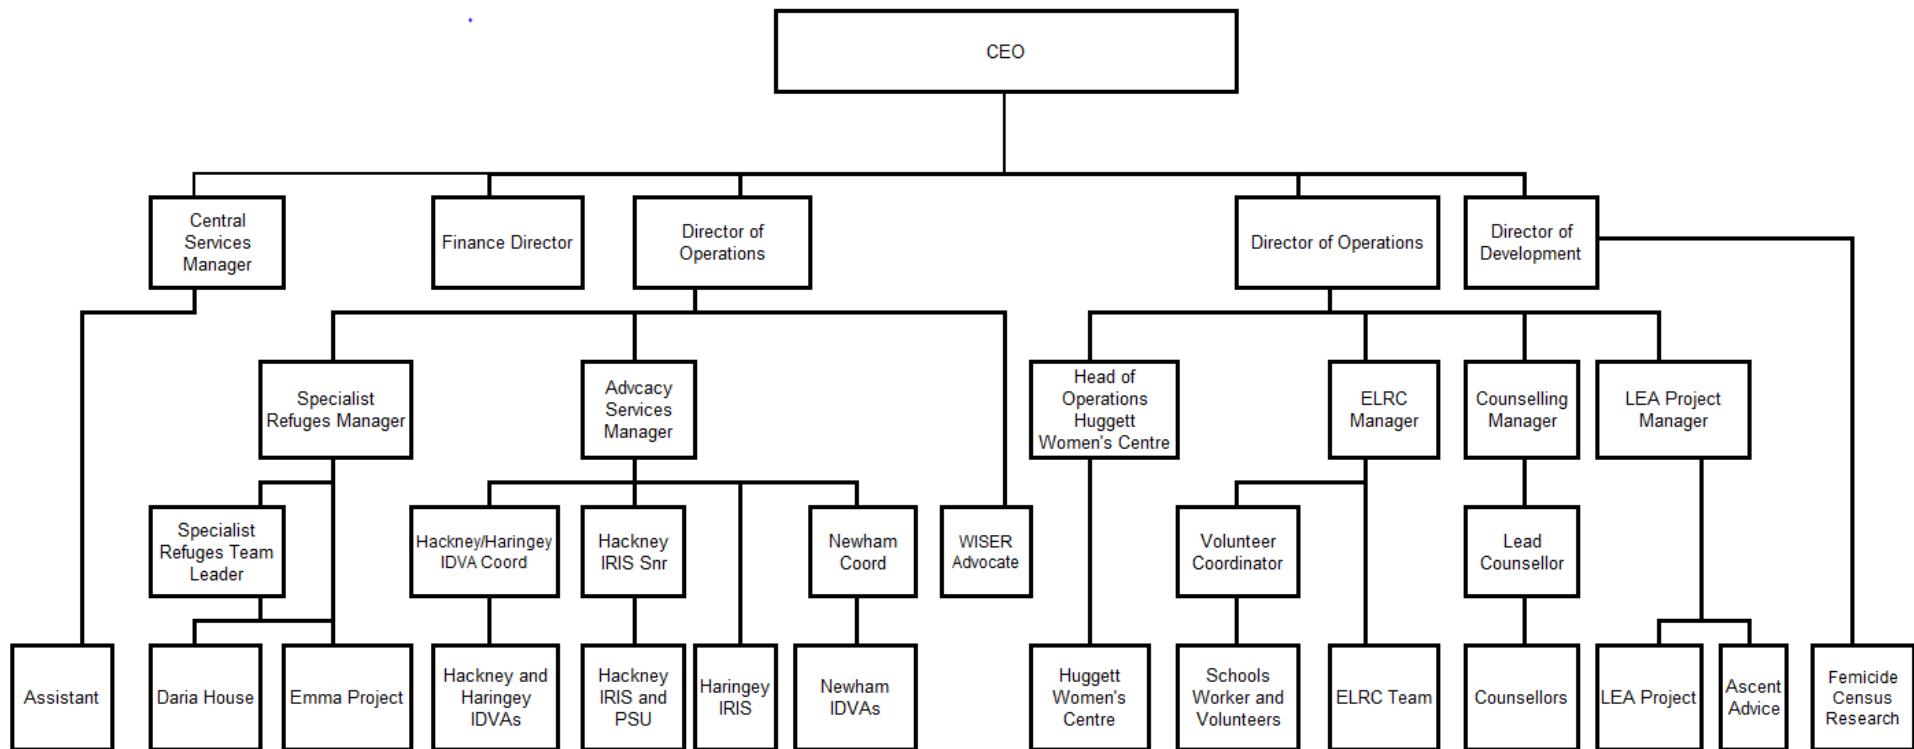 CEO
Central
Services
Manager
Finance Director
Director of
Operations
Director of Operations
Director of
Development
Specialist
Refuges Manager
Advcacy
Services
Manager
Head of
Operations
Huggett
Women's Centre
ELRC
Manager
Counselling
Manager
LEA Project
Manager
Specialist
Refuges Team
Leader
Hackney/Haringey
IDVA Coord
Hackney
IRIS Snr
Newham
Coord
WISER
Advocate
Volunteer
Coordinator
Lead
Counsellor
Assistant
Daria House
Emma Project
Hackney and
Haringey
IDVAs
Hackney
IRIS and
PSU
Haringey
IRIS
Newham
IDVAs
Huggett
Women's
Centre
Schools
Worker and
Volunteers
ELRC Team
Counsellors
LEA Project
Ascent
Advice
Femicide
Census
Research